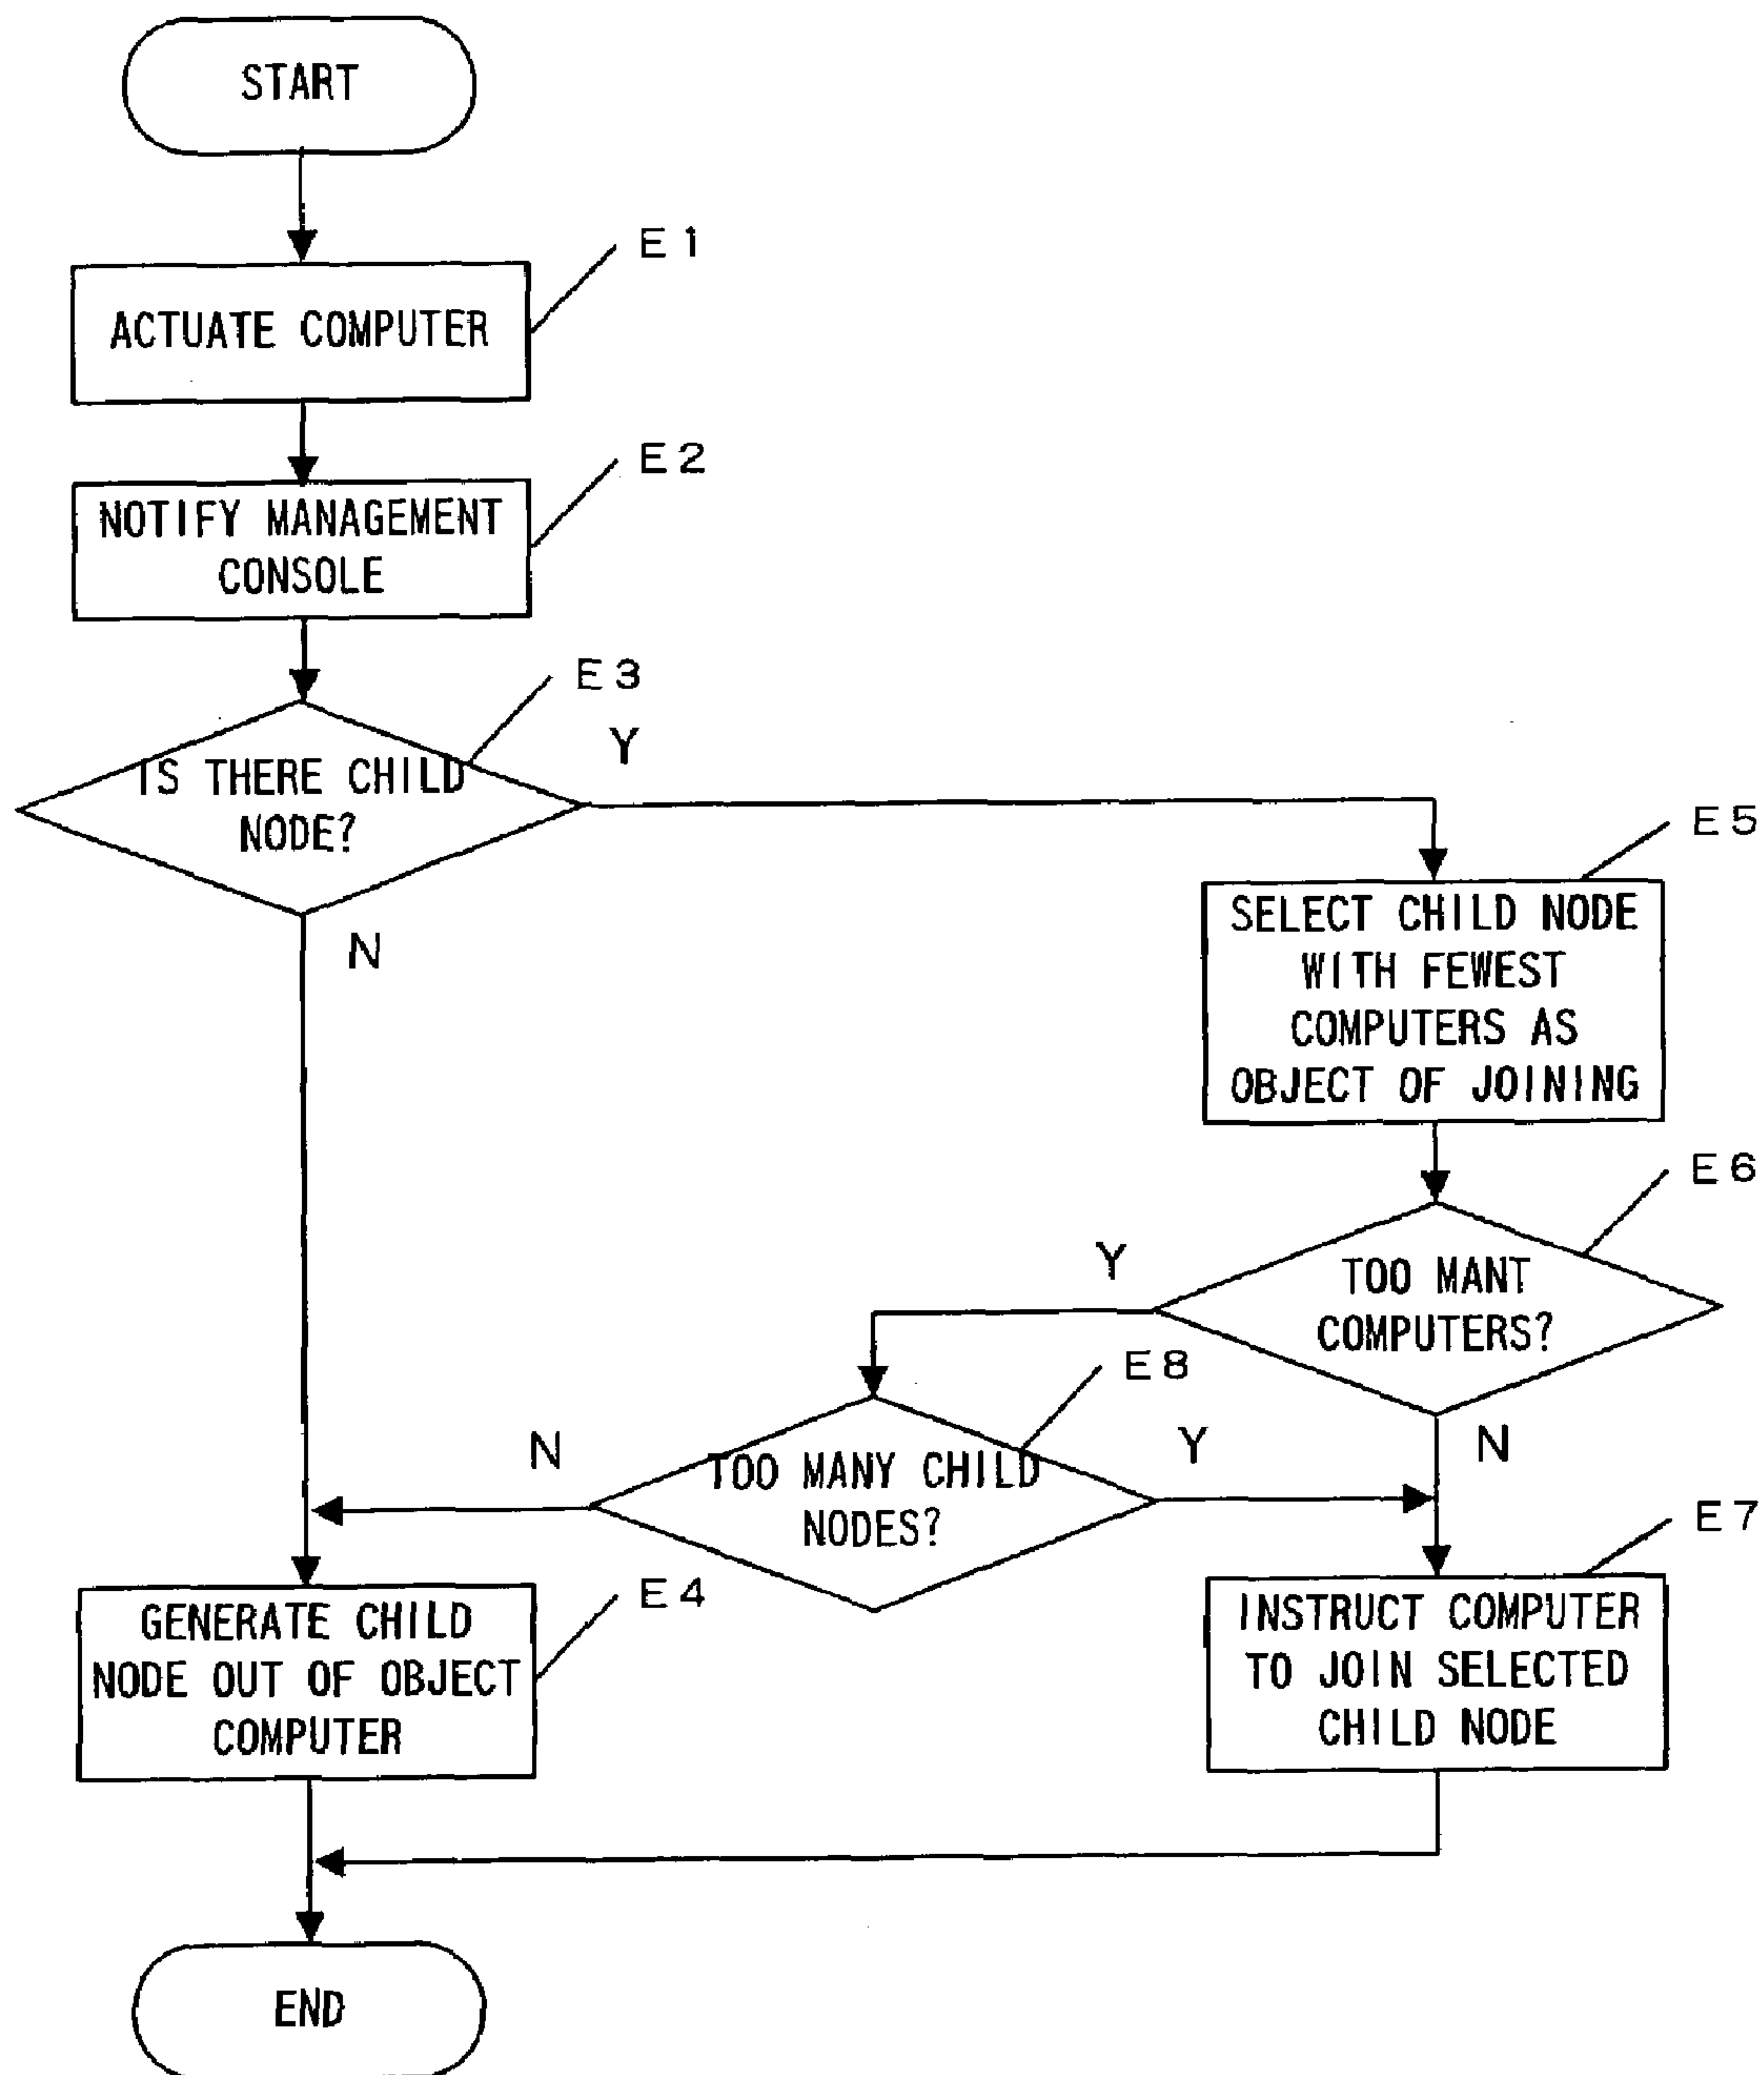 START
E1
ACTUATE COMPUTER
E2
NOTIFY MANAGEMENT
CONSOLE
E3
Y
IS THERE CHILD
NODE?
N
E5
SELECT CHILD NODE
WITH FEWEST
COMPUTERS AS
OBJECT OF JOINING
E6
Y
TOO MANT
COMPUTERS?
N
E8
N
Y
TOO MANY CHILD
NODES?
E7
INSTRUCT COMPUTER
TO JOIN SELECTED
CHILD NODE
E4
GENERATE CHILD
NODE OUT OF OBJECT
COMPUTER
END